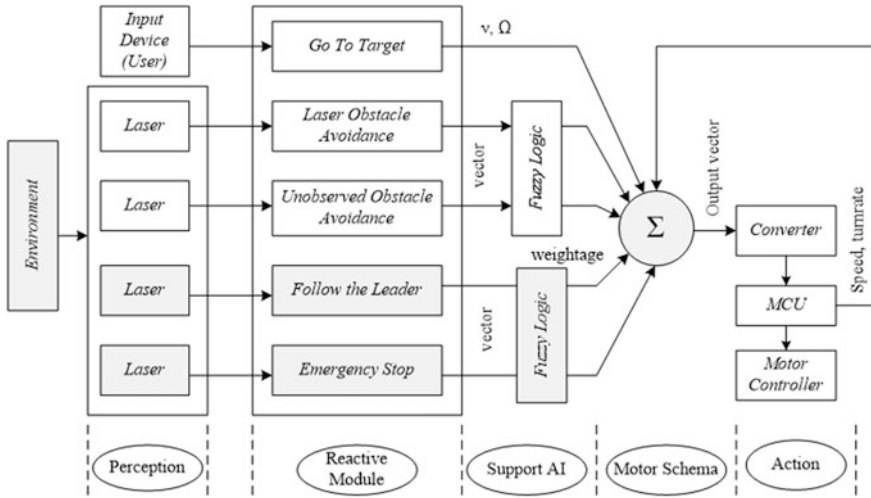 Input
Device
(User)
Go To Target
ν, Ω
Laser
Laser Obstacle
Avoidance
vector
Fuzzy Logic
Environment
Laser
Unobserved Obstacle
Avoidance
Σ
Output vector
Converter
Speed, turnrate
weightage
Laser
Follow the Leader
MCU
vector
Fuzzy Logic
Laser
Emergency Stop
Motor
Controller
Perception
Reactive
Module
Support AI
Motor Schema
Action